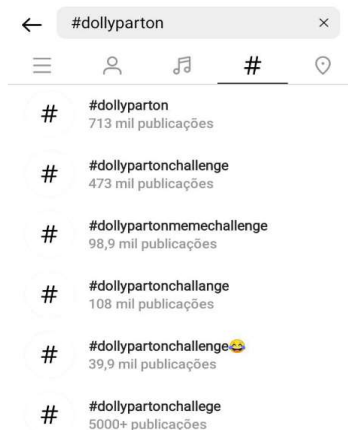 #dollyparton
#dollyparton
713 mil publicações
#dollypartonchallenge
473 mil publicações
#dollypartonmemechallenge
98,9 mil publicações
#dollypartonchallange
108 mil publicações
#dollypartonchallenge😂
39,9 mil publicações
#dollypartonchallege
5000+ publicações